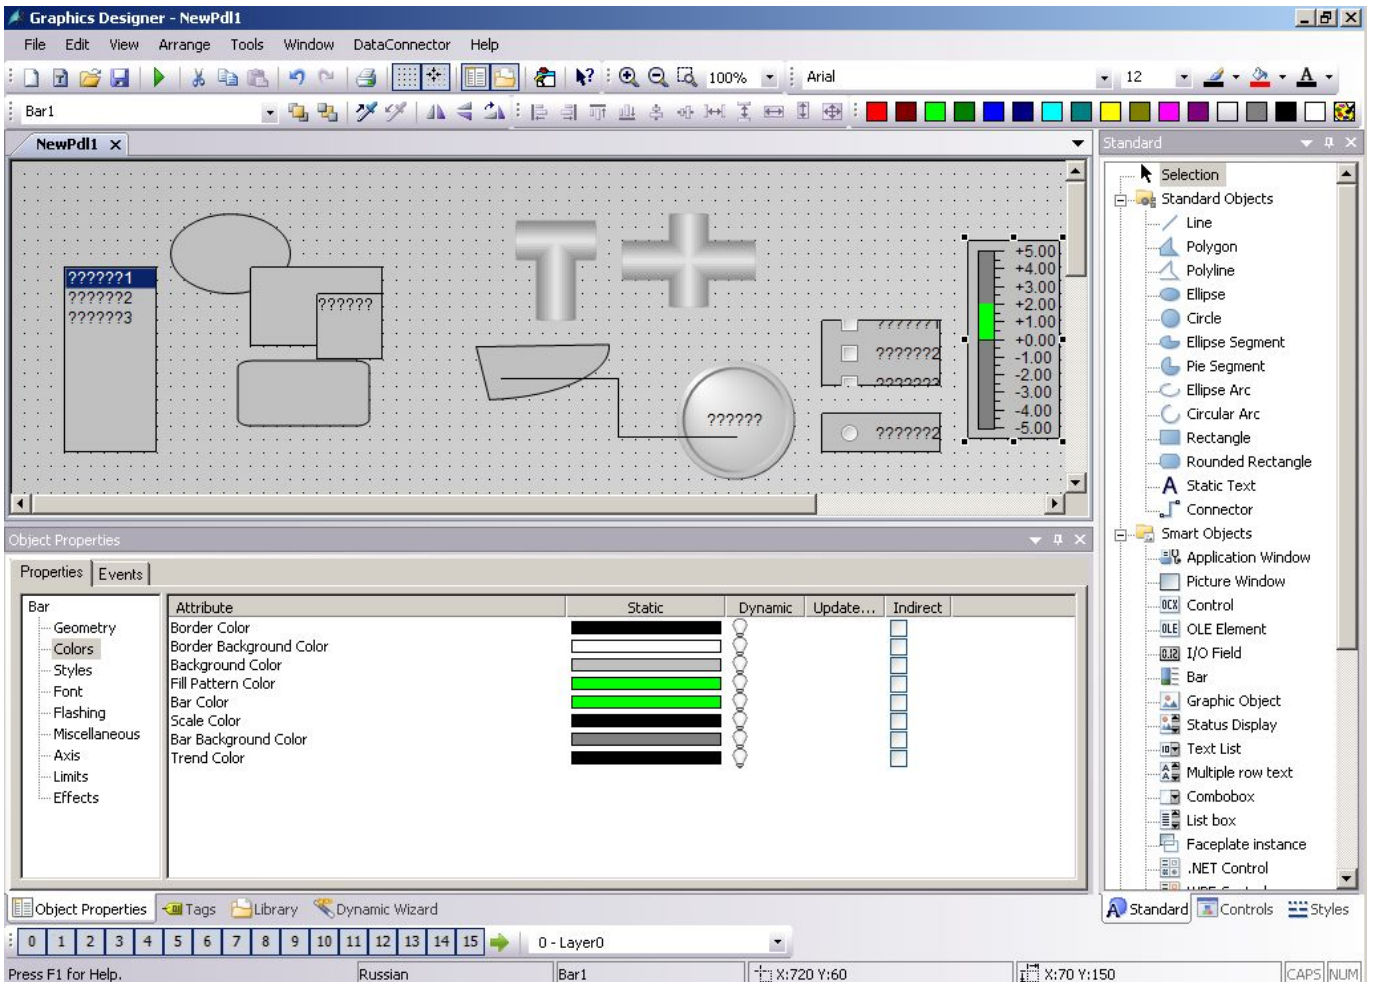 Graphics Designer - NewPdl1
File Edit View Arrange Tools Window DataConnector Help
100% Arial 12
Bar1
NewPdl1
Standard
??????1
??????2
??????3
??????
??????
??????2
??????2
+5.00
+4.00
+3.00
+2.00
+1.00
+0.00
-1.00
-2.00
-3.00
-4.00
-5.00
Selection
Standard Objects
Line
Polygon
Polyline
Ellipse
Circle
Ellipse Segment
Pie Segment
Ellipse Arc
Circular Arc
Rectangle
Rounded Rectangle
Static Text
Connector
Smart Objects
Application Window
Picture Window
Control
OLE Element
I/O Field
Bar
Graphic Object
Status Display
Text List
Multiple row text
Combobox
List box
Faceplate instance
.NET Control
Object Properties
Properties Events
Bar
Geometry
Colors
Styles
Font
Flashing
Miscellaneous
Axis
Limits
Effects
Attribute Static Dynamic Update... Indirect
Border Color
Border Background Color
Background Color
Fill Pattern Color
Bar Color
Scale Color
Bar Background Color
Trend Color
Object Properties Tags Library Dynamic Wizard
Standard Controls Styles
0 1 2 3 4 5 6 7 8 9 10 11 12 13 14 15 0 - Layer0
Press F1 for Help. Russian Bar1 X:720 Y:60 X:70 Y:150 CAPS NUM